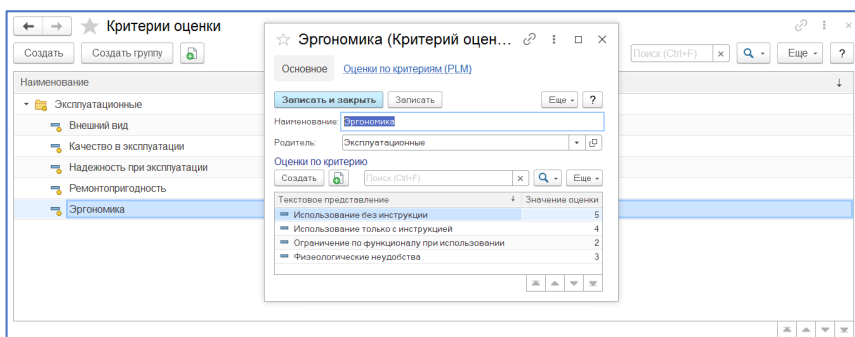 Критерии оценки
Создать
Создать группу
Поиск (Ctrl+F)
Еще
?
Наименование
Эксплуатационные
Внешний вид
Качество в эксплуатации
Надежность при эксплуатации
Ремонтопригодность
Эргономика
Эргономика (Критерий оцен...
Основное
Оценки по критериям (PLM)
Записать и закрыть
Записать
Еще
?
Наименование: Эргономика
Родитель: Эксплуатационные
Оценки по критерию
Создать
Поиск (Ctrl+F)
Еще
Текстовое представление Значение оценки
Использование без инструкции 5
Использование только с инструкцией 4
Ограничение по функционалу при использовании 2
Физеологические неудобства 3